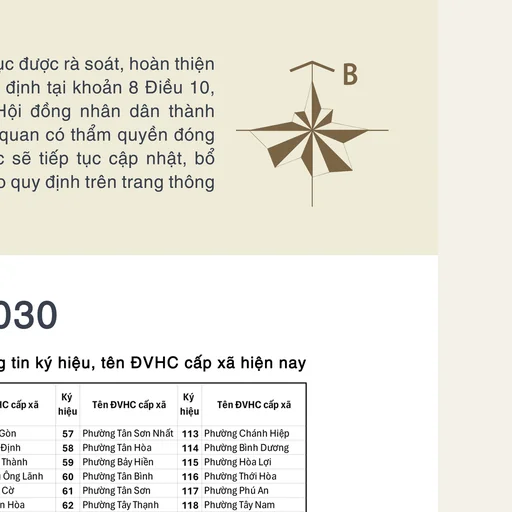 ục được rà soát, hoàn thiện
định tại khoản 8 Điều 10,
Hội đồng nhân dân thành
quan có thẩm quyền đóng
c sẽ tiếp tục cập nhật, bổ
o quy định trên trang thông
B
030
g tin ký hiệu, tên ĐVHC cấp xã hiện nay
HC cấp xã Ký hiệu Tên ĐVHC cấp xã Ký hiệu Tên ĐVHC cấp xã
Gòn 57 Phường Tân Sơn Nhất 113 Phường Chánh Hiệp
Định 58 Phường Tân Hòa 114 Phường Bình Dương
Thành 59 Phường Bảy Hiền 115 Phường Hòa Lợi
g Ông Lãnh 60 Phường Tân Bình 116 Phường Thới Hòa
Cờ 61 Phường Tân Sơn 117 Phường Phú An
n Hòa 62 Phường Tây Thạnh 118 Phường Tây Nam